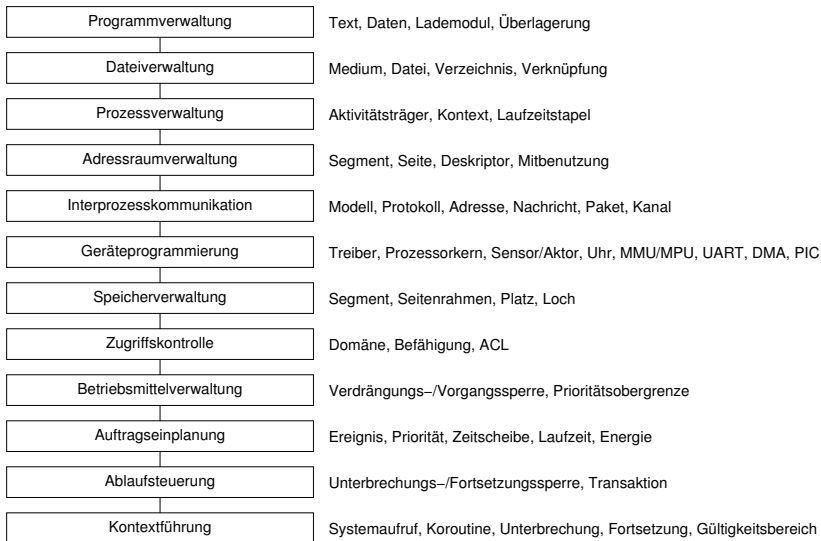 Programmverwaltung Text, Daten, Lademodul, Überlagerung
Dateiverwaltung Medium, Datei, Verzeichnis, Verknüpfung
Prozessverwaltung Aktivitätsträger, Kontext, Laufzeitstapel
Adressraumverwaltung Segment, Seite, Deskriptor, Mitbenutzung
Interprozesskommunikation Modell, Protokoll, Adresse, Nachricht, Paket, Kanal
Geräteprogrammierung Treiber, Prozessorkern, Sensor/Aktor, Uhr, MMU/MPU, UART, DMA, PIC
Speicherverwaltung Segment, Seitenrahmen, Platz, Loch
Zugriffskontrolle Domäne, Befähigung, ACL
Betriebsmittelverwaltung Verdrängungs−/Vorgangssperre, Prioritätsobergrenze
Auftragseinplanung Ereignis, Priorität, Zeitscheibe, Laufzeit, Energie
Ablaufsteuerung Unterbrechungs−/Fortsetzungssperre, Transaktion
Kontextführung Systemaufruf, Koroutine, Unterbrechung, Fortsetzung, Gültigkeitsbereich